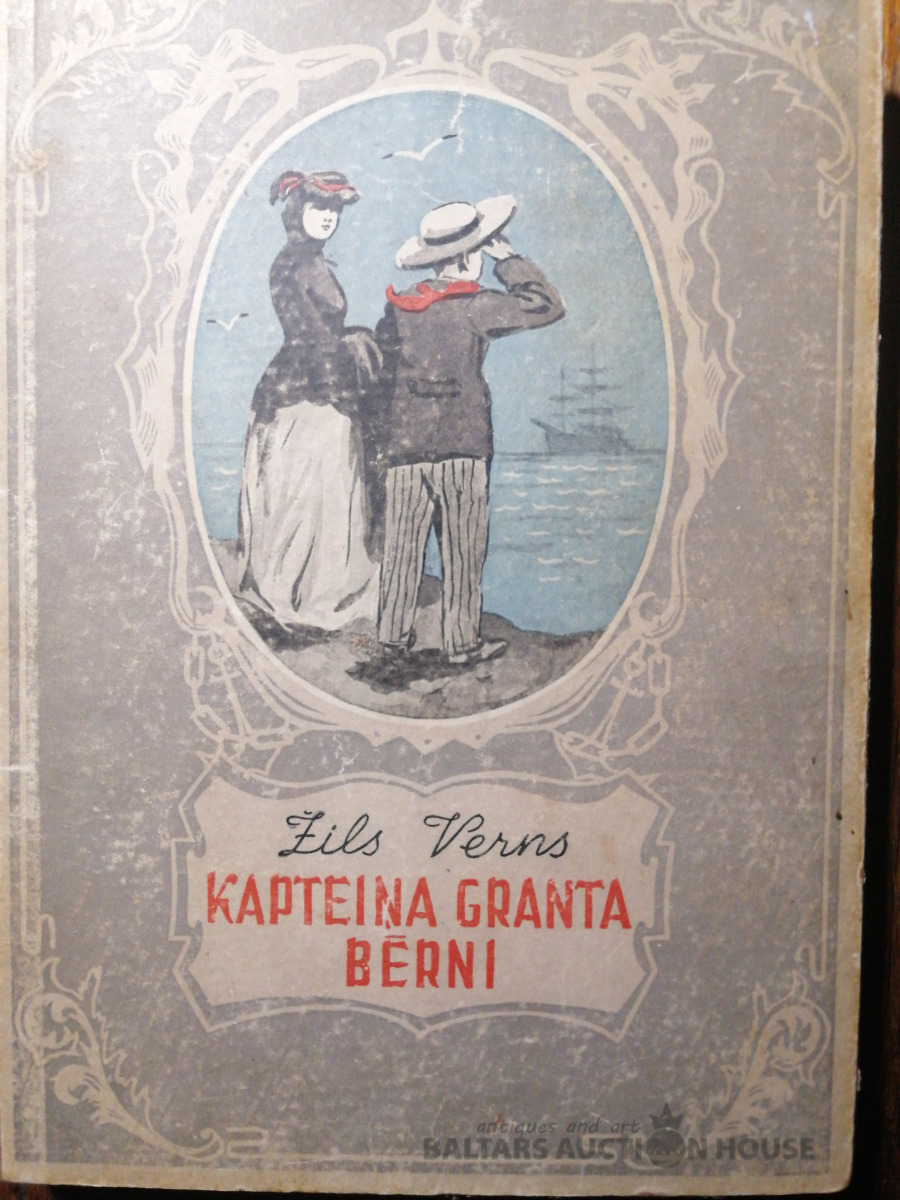 Žils Verns
KAPTEIŅA GRANTA
BĒRNI
antiques and art
BALTARS AUCTION HOUSE